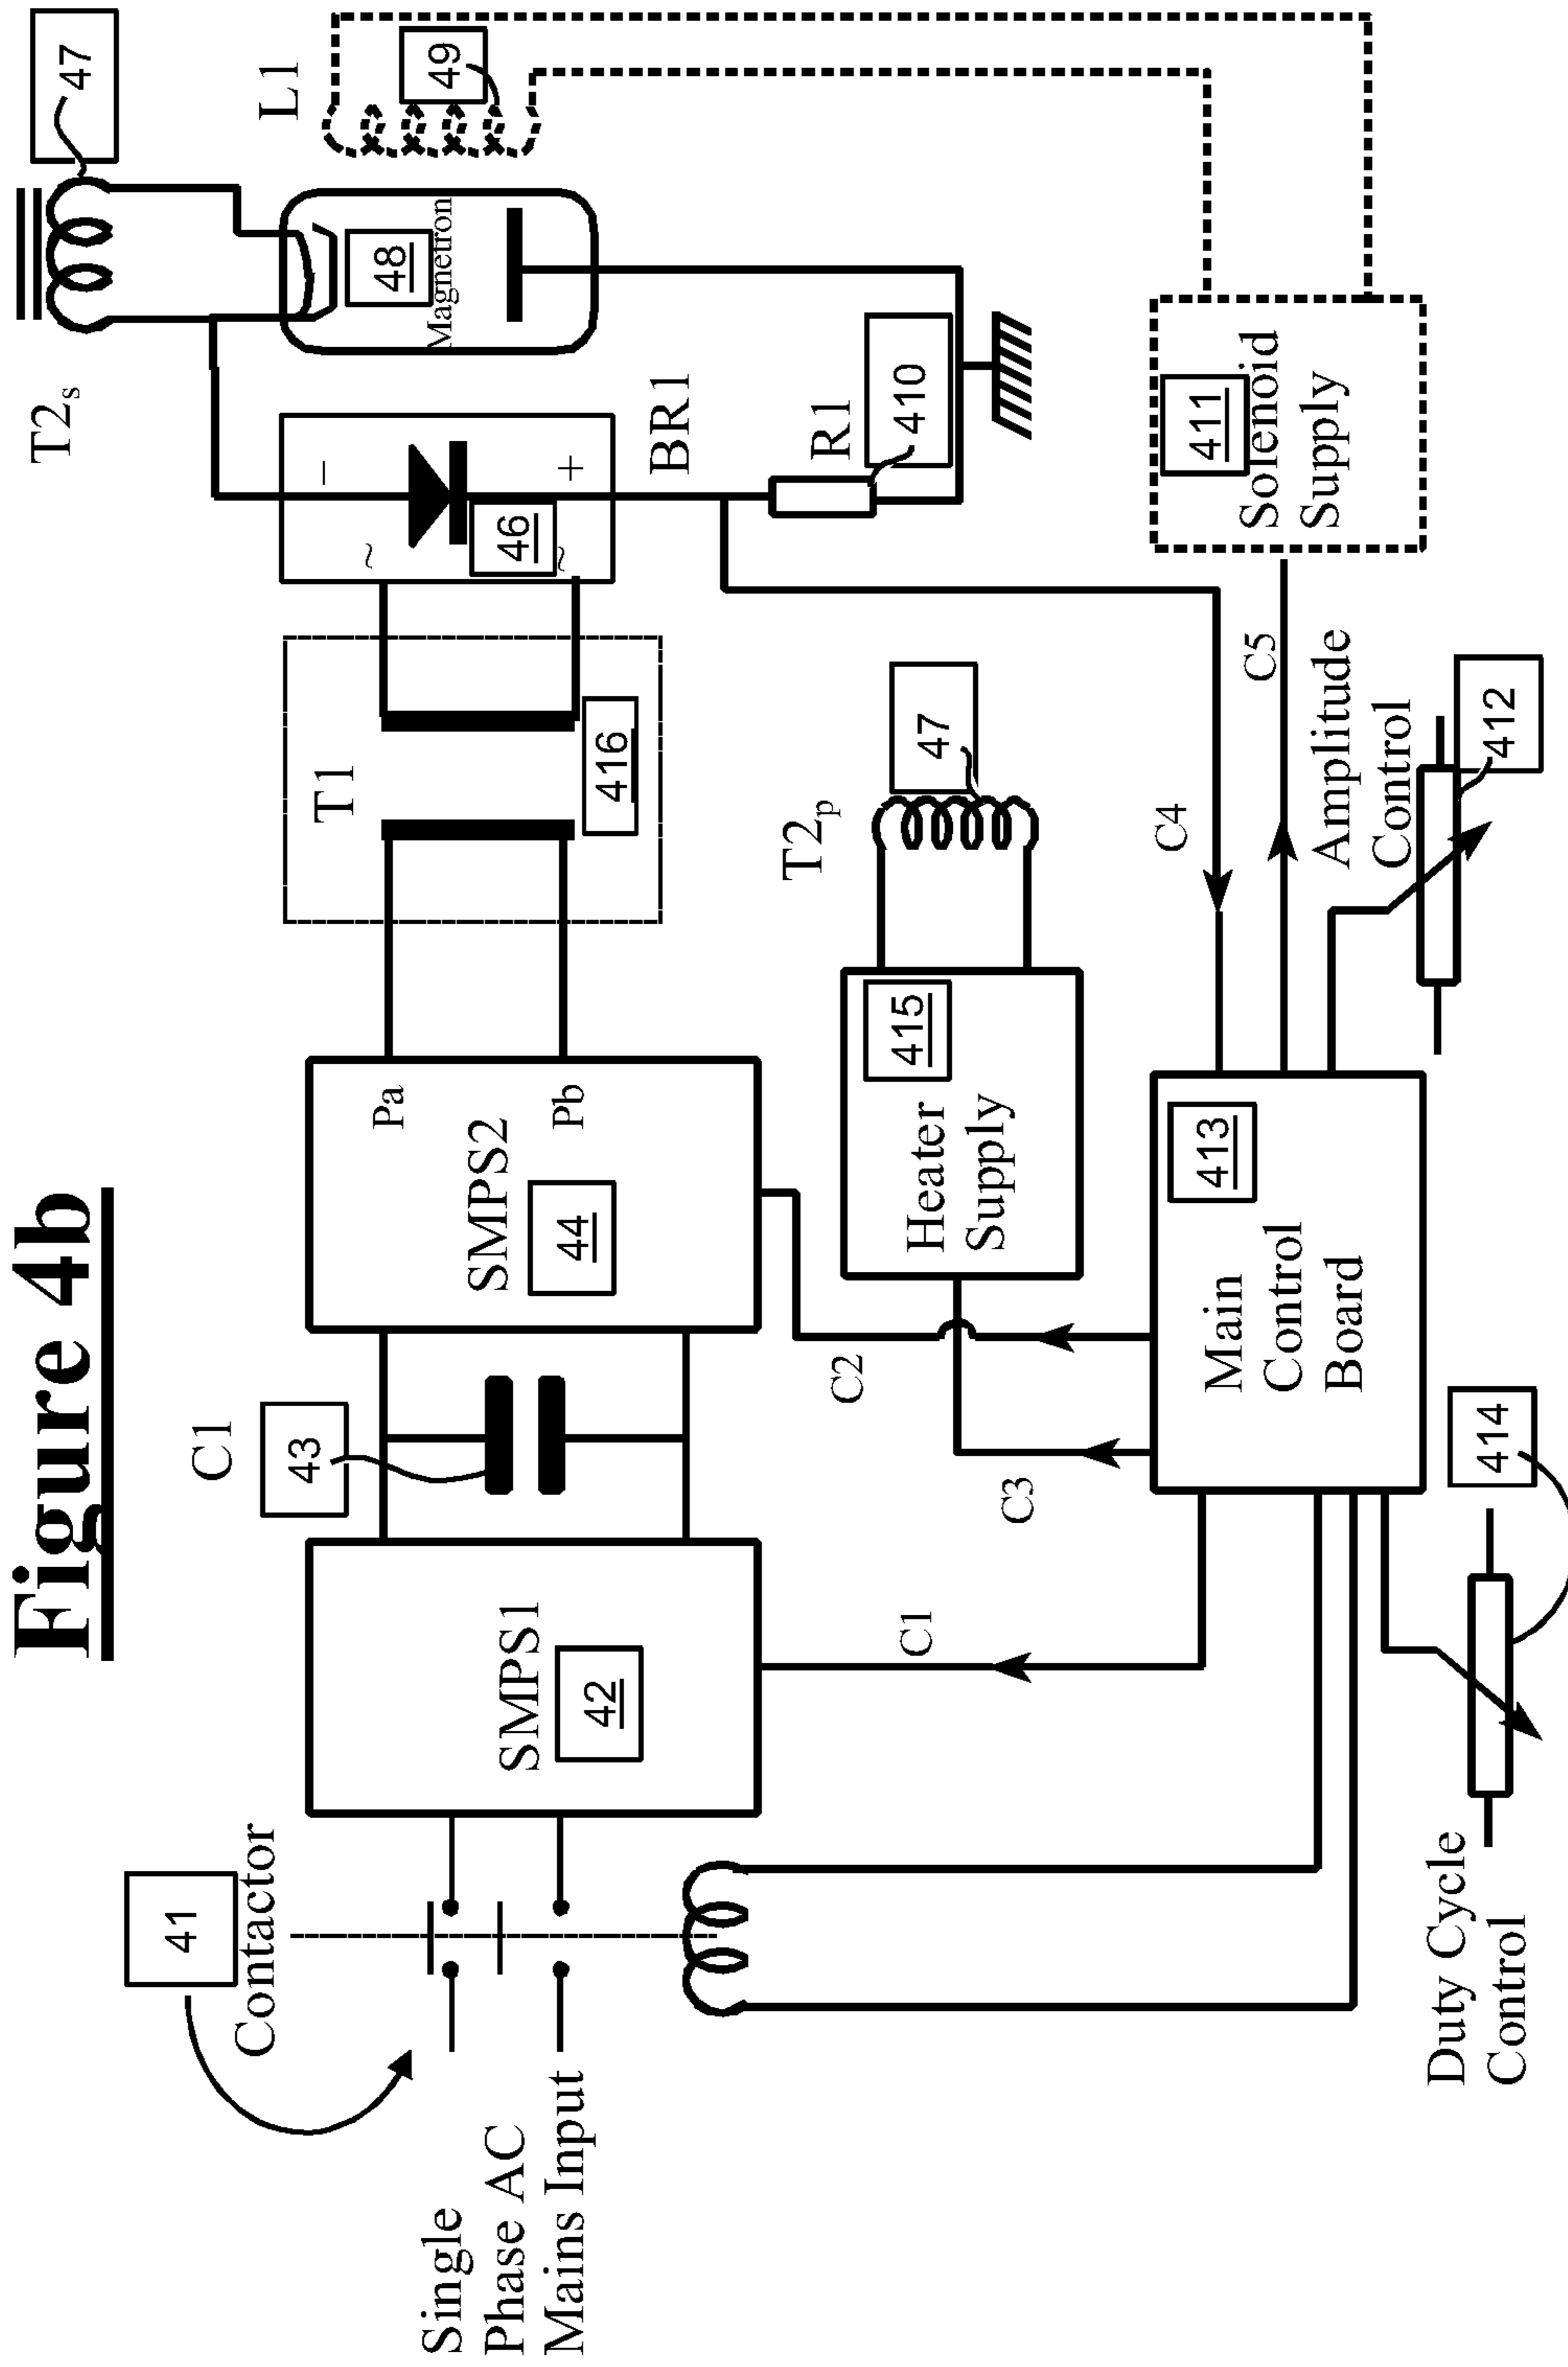 Figure 4b
41
Contactor
Single
Phase AC
Mains Input
SMPS1
42
C1
43
SMPS2
44
Pa
Pb
T1
416
~
~
−
+
46
BR1
T2s
47
48
Magnetron
L1
49
R1
410
C1
C2
C3
Heater
Supply
415
T2p
47
C4
C5
Main
Control
Board
413
Solenoid
Supply
411
Amplitude
Control
412
Duty Cycle
Control
414